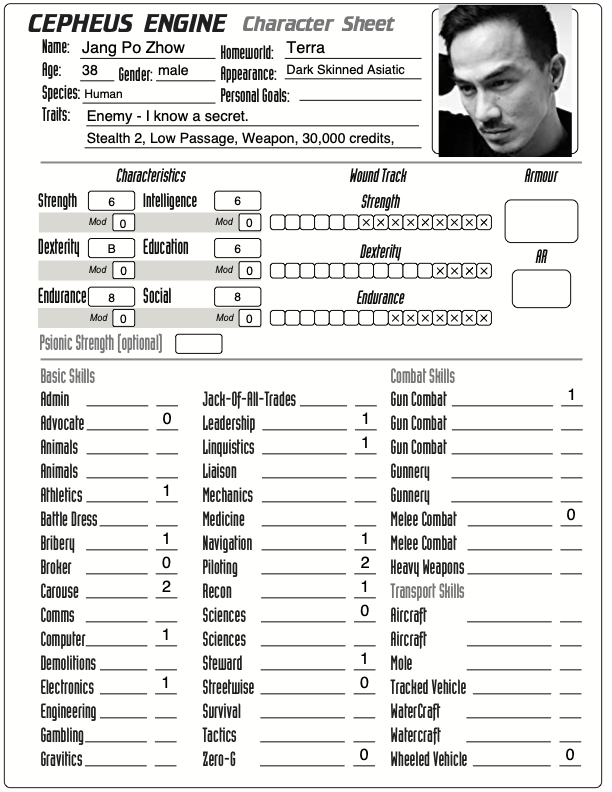 CEPHEUS ENGINE Character Sheet
Name: Jang Po Zhow Homeworld: Terra
Age: 38 Gender: male Appearance: Dark Skinned Asiatic
Species: Human Personal Goals:
Traits: Enemy - I know a secret.
Stealth 2, Low Passage, Weapon, 30,000 credits,
Characteristics Wound Track Armour
Strength 6 Intelligence 6 Strength
Mod 0 Mod 0 XXXXXXXXX
Dexterity B Education 6 Dexterity AR
Mod 0 Mod 0 XXXX
Endurance 8 Social 8 Endurance
Mod 0 Mod 0 XXXXXXX
Psionic Strength (optional)
Basic Skills Combat Skills
Admin Jack-Of-All-Trades Gun Combat 1
Advocate 0 Leadership 1 Gun Combat
Animals Linquistics 1 Gun Combat
Animals Liaison Gunnery
Athletics 1 Mechanics Gunnery
Battle Dress Medicine Melee Combat 0
Bribery 1 Navigation 1 Melee Combat
Broker 0 Piloting 2 Heavy Weapons
Carouse 2 Recon 1 Transport Skills
Comms Sciences 0 Aircraft
Computer 1 Sciences Aircraft
Demolitions Steward 1 Mole
Electronics 1 Streetwise 0 Tracked Vehicle
Engineering Survival WaterCraft
Gambling Tactics Watercraft
Gravitics Zero-G 0 Wheeled Vehicle 0